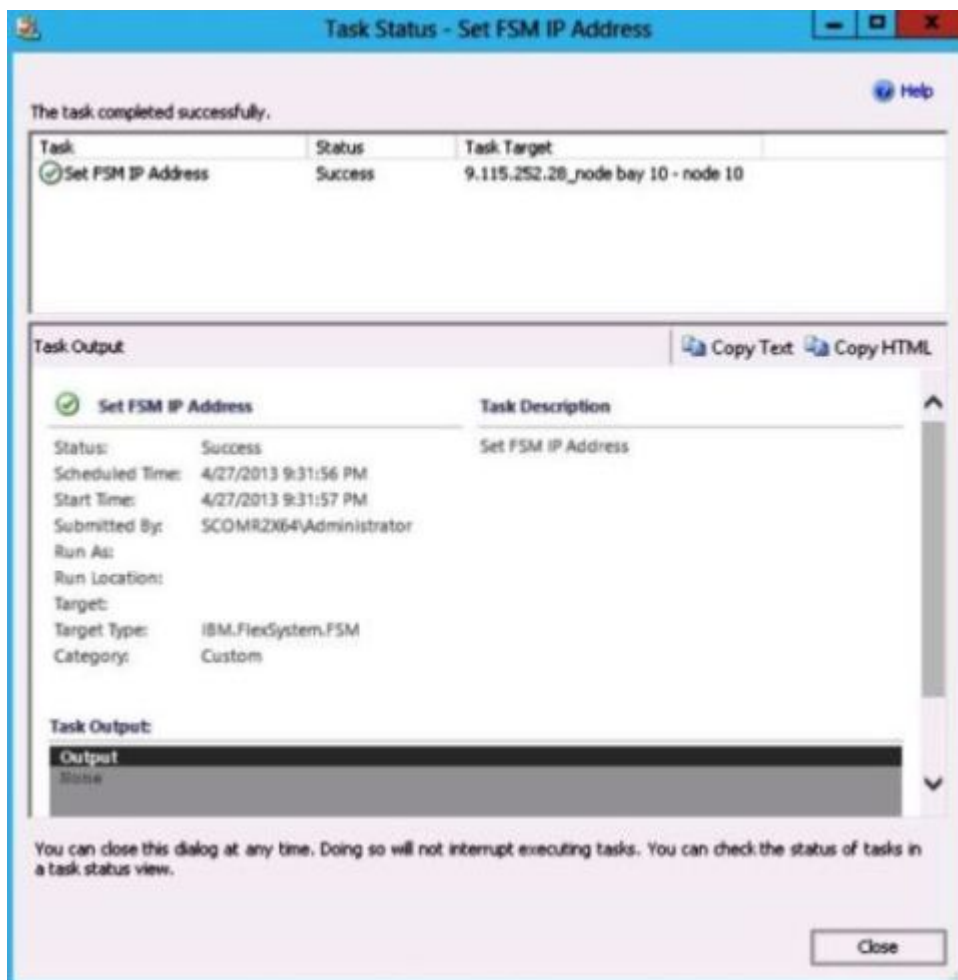 Task Status - Set FSM IP Address
Help
The task completed successfully.
Task Status Task Target
Set FSM IP Address Success 9.115.252.28_node bay 10 - node 10
Task Output Copy Text Copy HTML
Set FSM IP Address Task Description
Status: Success Set FSM IP Address
Scheduled Time: 4/27/2013 9:31:56 PM
Start Time: 4/27/2013 9:31:57 PM
Submitted By: SCOMR2X64\Administrator
Run As:
Run Location:
Target:
Target Type: IBM.FlexSystem.FSM
Category: Custom
Task Output:
Output
None
You can close this dialog at any time. Doing so will not interrupt executing tasks. You can check the status of tasks in
a task status view.
Close